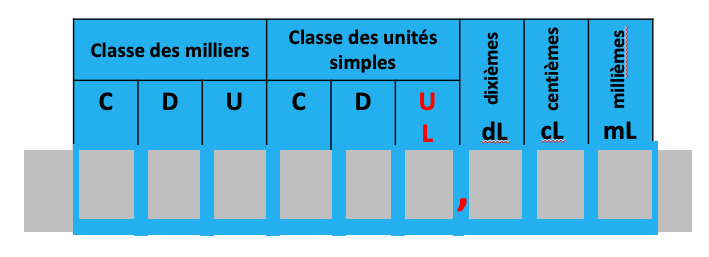 Classe des milliers
Classe des unités
simples
dixièmes
centièmes
millièmes
C D U C D U
L dL cL mL
,